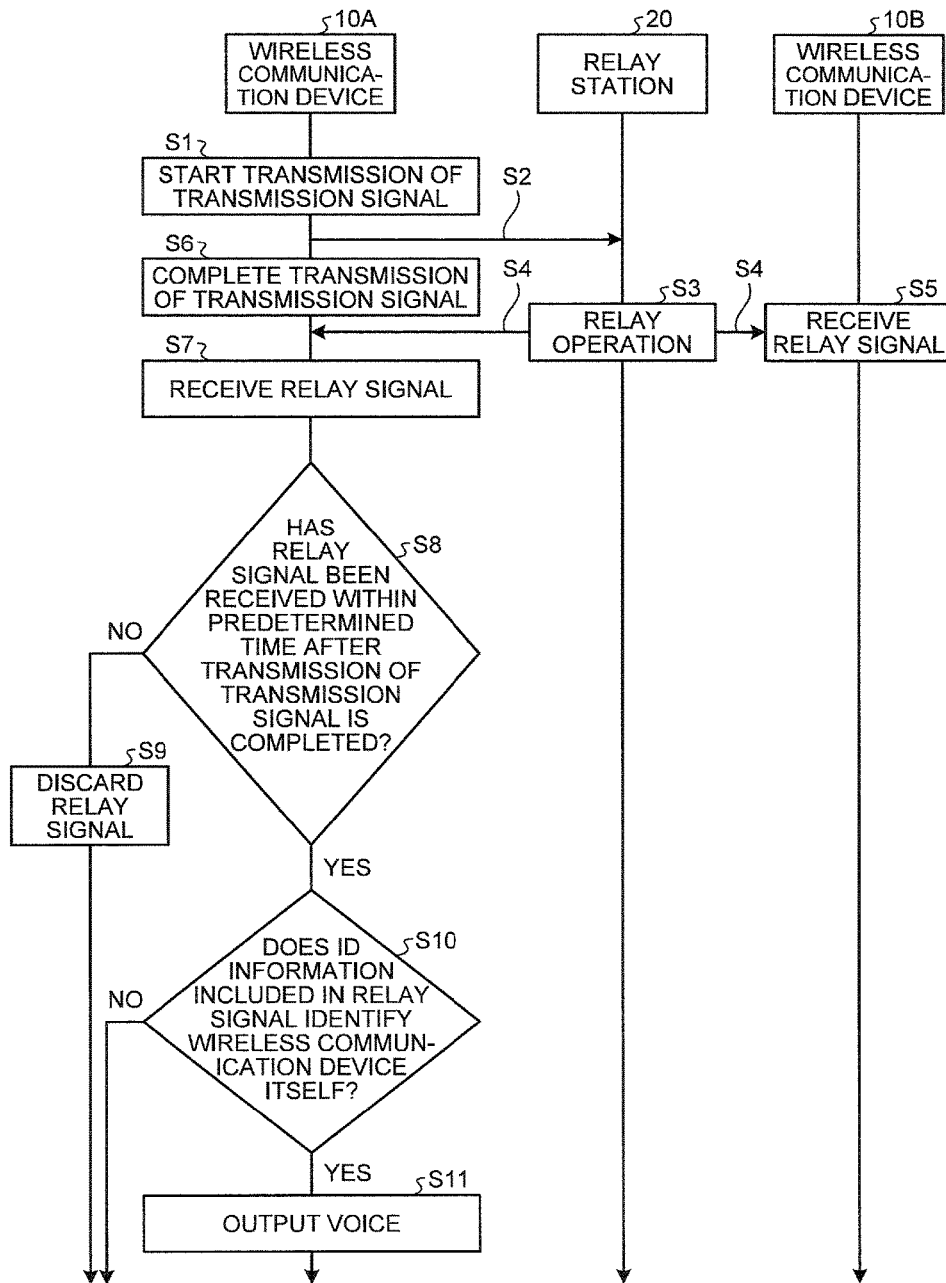 10A
20
10B
WIRELESS
COMMUNICA-
TION DEVICE
RELAY
STATION
WIRELESS
COMMUNICA-
TION DEVICE
S1
START TRANSMISSION OF
TRANSMISSION SIGNAL
S2
S6
COMPLETE TRANSMISSION
OF TRANSMISSION SIGNAL
S4
S3
RELAY
OPERATION
S4
S5
RECEIVE
RELAY SIGNAL
S7
RECEIVE RELAY SIGNAL
HAS
RELAY
SIGNAL BEEN
RECEIVED WITHIN
PREDETERMINED
TIME AFTER
TRANSMISSION OF
TRANSMISSION
SIGNAL IS
COMPLETED?
S8
NO
S9
DISCARD
RELAY
SIGNAL
YES
DOES ID
INFORMATION
INCLUDED IN RELAY
SIGNAL IDENTIFY
WIRELESS COMMUN-
ICATION DEVICE
ITSELF?
S10
NO
YES
S11
OUTPUT VOICE